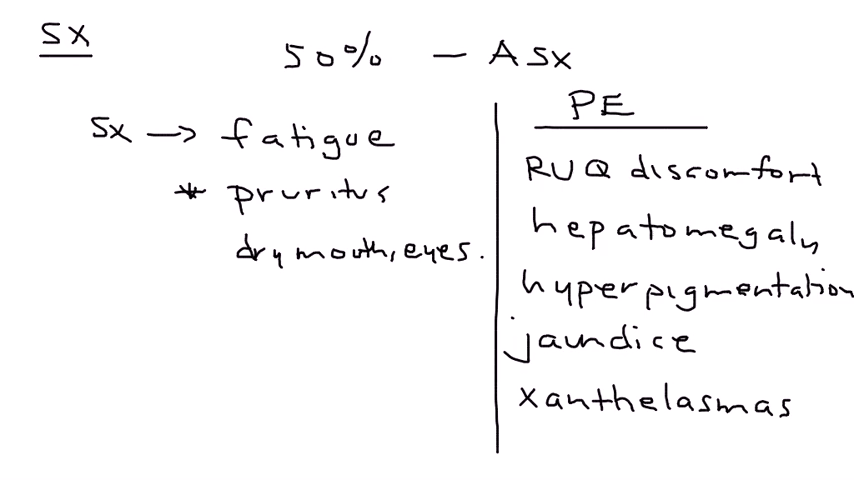 Sx
50% - ASx
Sx → fatigue
* pruritus
dry mouth, eyes.
PE
RUQ discomfort
hepatomegaly
hyperpigmentation
jaundice
xanthelasmas